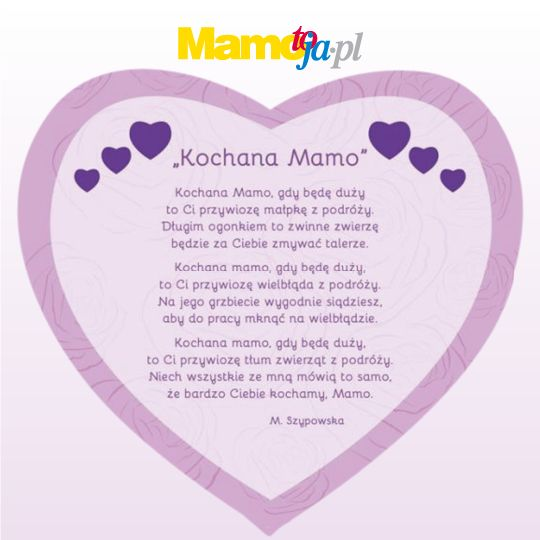 Mamo to ja.pl
„Kochana Mamo”
Kochana Mamo, gdy będę duży
to Ci przywiozę małpkę z podróży.
Długim ogonkiem to zwinne zwierzę
będzie za Ciebie zmywać talerze.
Kochana mamo, gdy będę duży,
to Ci przywiozę wielbłąda z podróży.
Na jego grzbiecie wygodnie siądziesz,
aby do pracy mknąć na wielbłądzie.
Kochana mamo, gdy będę duży,
to Ci przywiozę tłum zwierząt z podróży.
Niech wszystkie ze mną mówią to samo,
że bardzo Ciebie kochamy, Mamo.
M. Szypowska